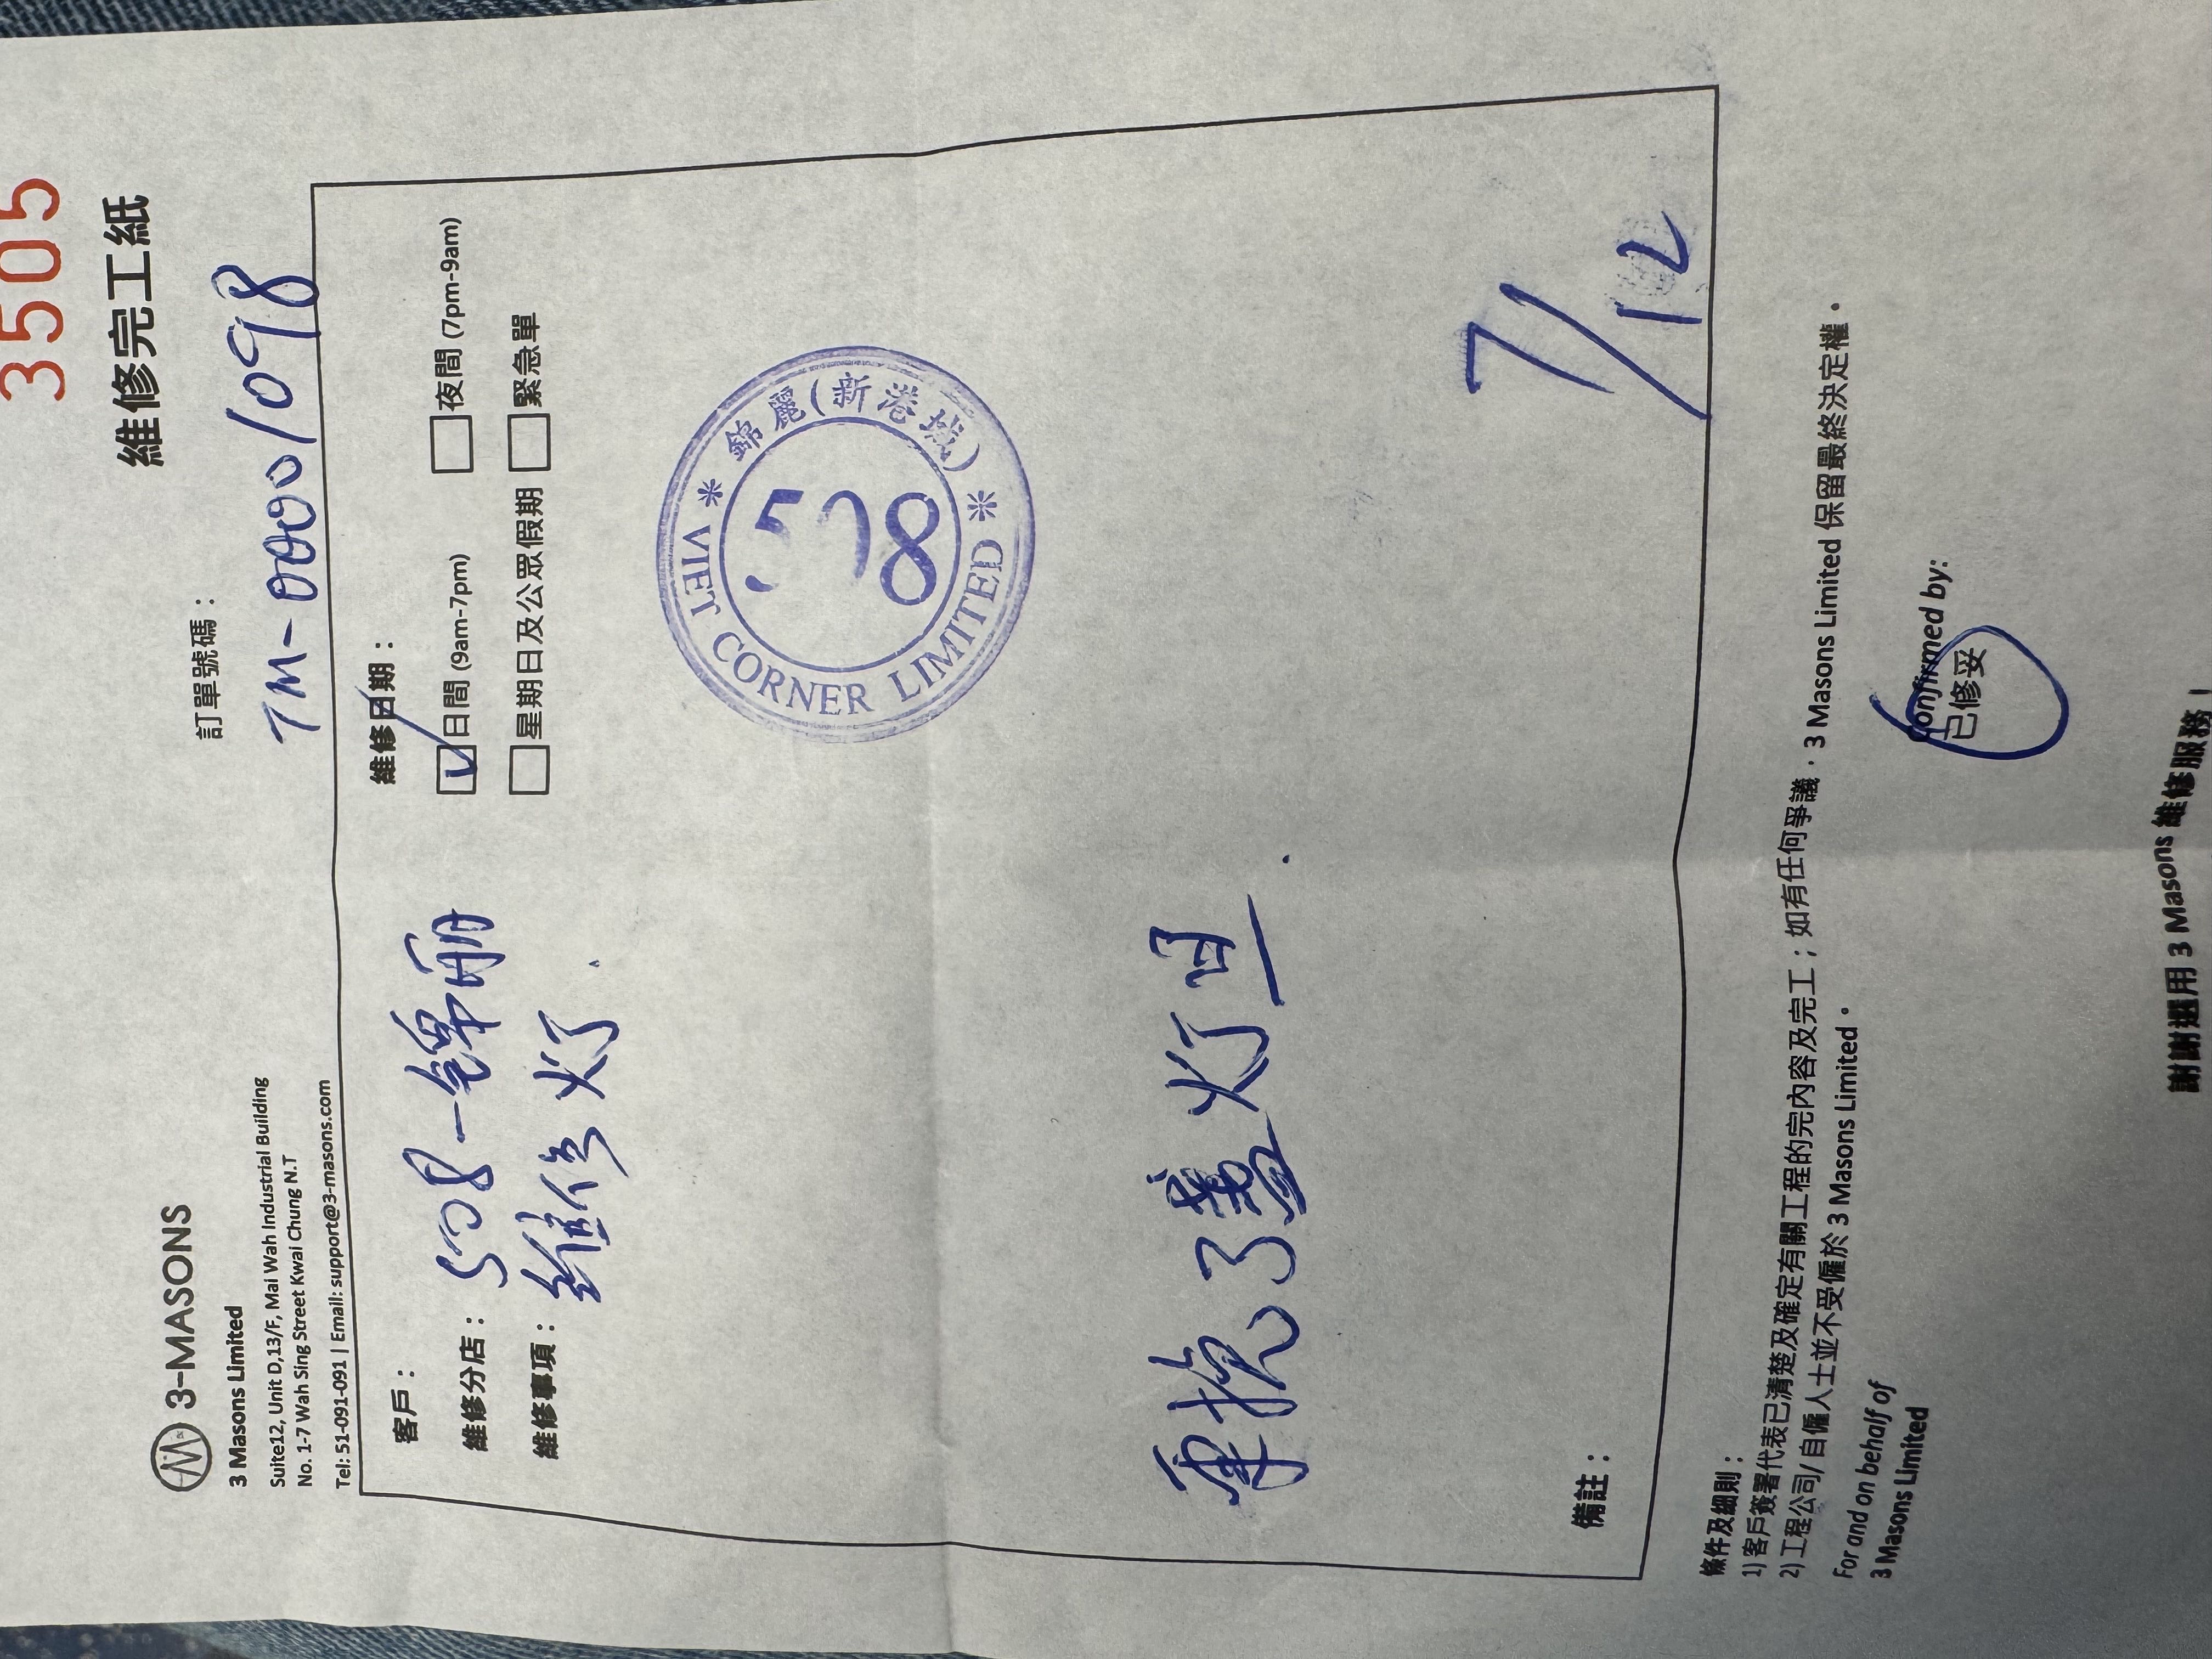 3505
3-MASONS
維修完工紙
3 Masons Limited
訂單號碼：
Suite12, Unit D,13/F, Mai Wah Industrial Building
No. 1-7 Wah Sing Street Kwai Chung N.T
TM-00001098
Tel: 51-091-091 | Email: support@3-masons.com
客戶：
維修日期：
維修分店： 508-錦麗
日間 (9am-7pm) 夜間 (7pm-9am)
維修事項： 維修灯.
星期日及公眾假期 緊急單
VIET CORNER LIMITED
錦麗(新港城)
508
灯
備註：
7/12
條件及細則：
1) 客戶簽署代表已清楚及確定有關工程的完內容及完工；如有任何爭議，3 Masons Limited 保留最終決定權。
2) 工程公司/自僱人士並不受僱於 3 Masons Limited。
For and on behalf of
3 Masons Limited
Confirmed by:
已修妥
謝謝選用 3 Masons 維修服務！